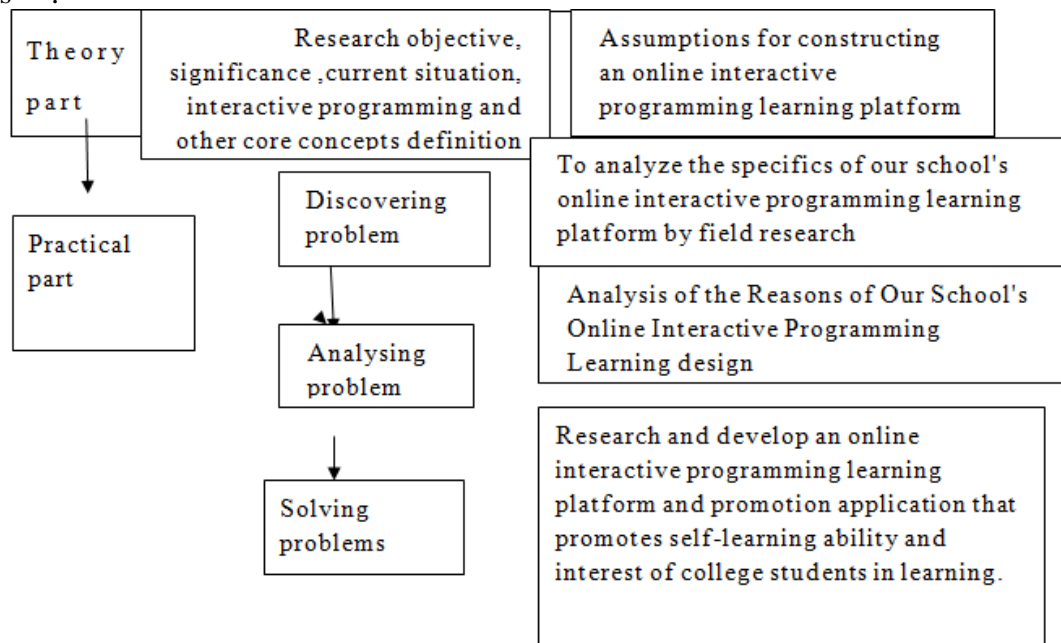 Theory
part
Research objective,
significance ,current situation,
interactive programming and
other core concepts definition
Assumptions for constructing
an online interactive
programming learning platform
To analyze the specifics of our school's
online interactive programming learning
platform by field research
Discovering
problem
Practical
part
Analysis of the Reasons of Our School's
Online Interactive Programming
Learning design
Analysing
problem
Research and develop an online
interactive programming learning
platform and promotion application that
promotes self-learning ability and
interest of college students in learning.
Solving
problems